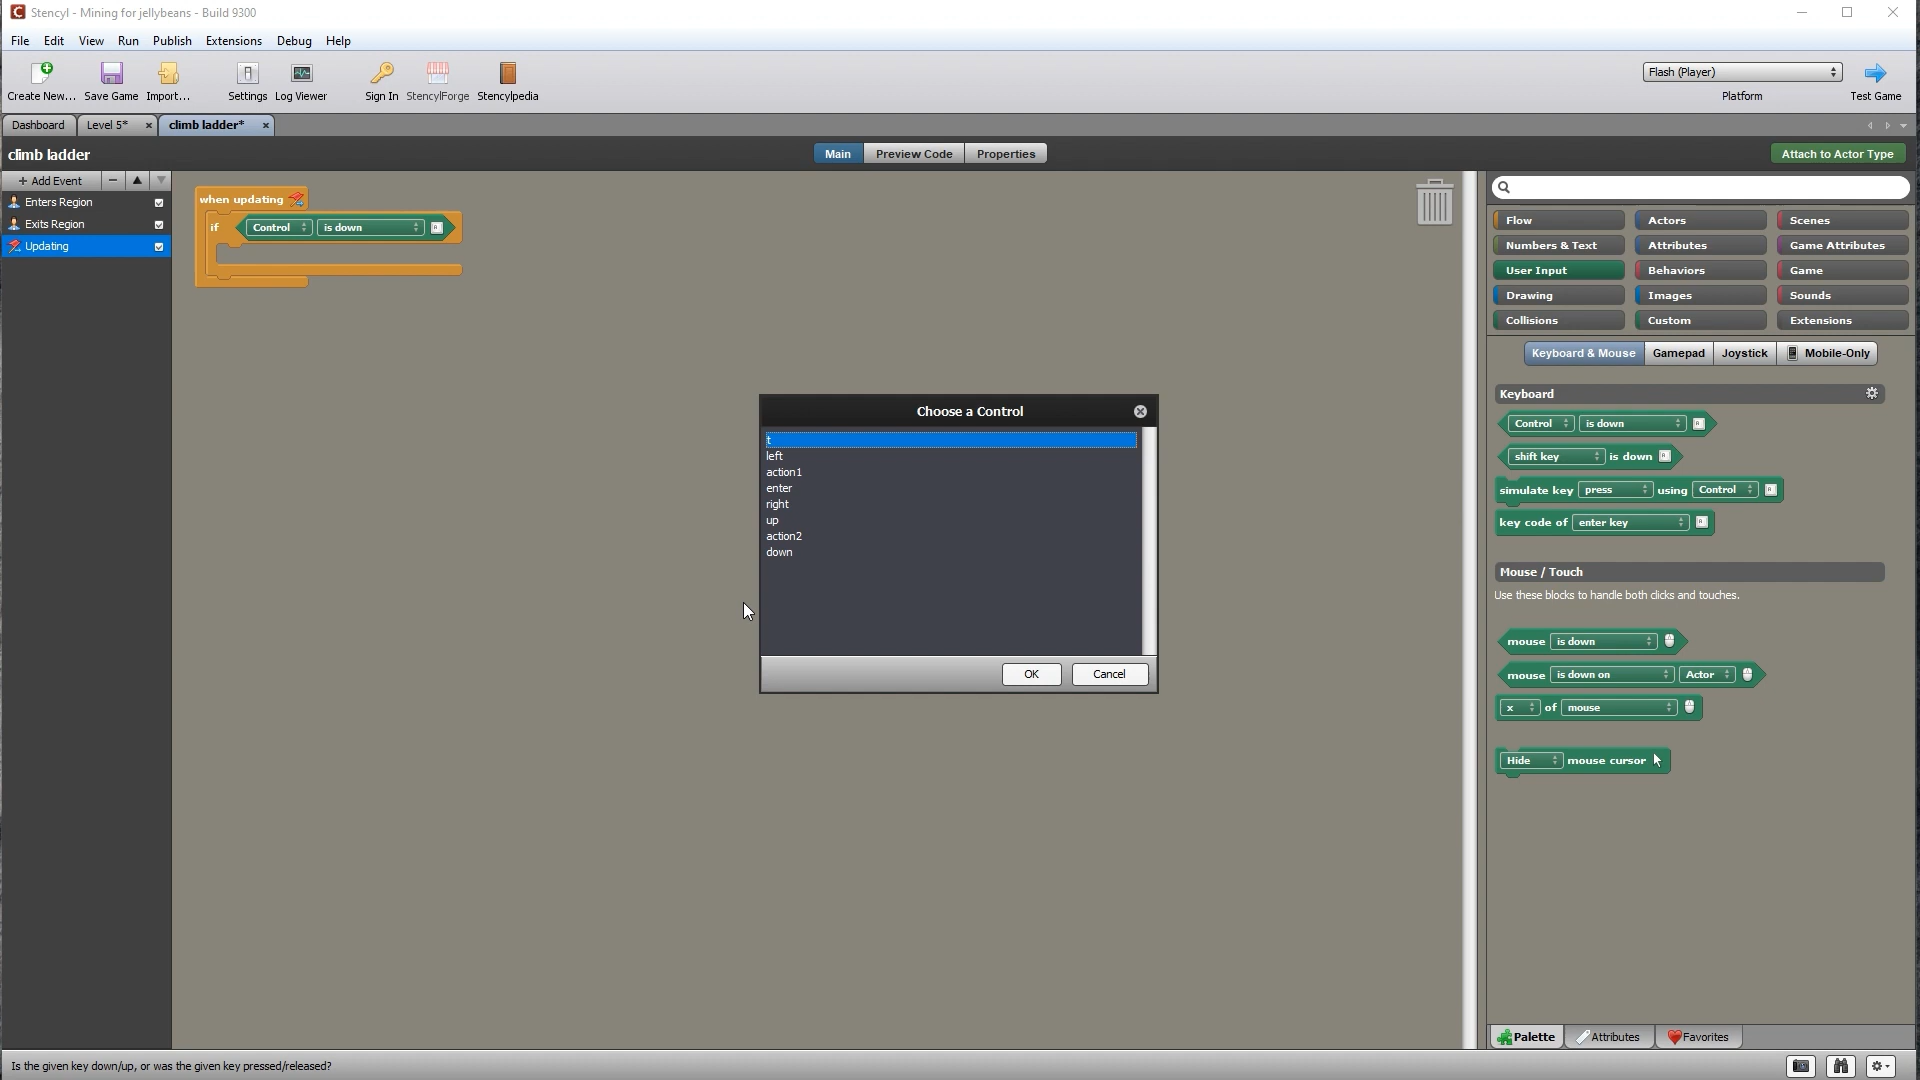 Stencyl - Mining for jellybeans - Build 9300
File Edit View Run Publish Extensions Debug Help
Create New... Save Game Import... Settings Log Viewer Sign In StencylForge Stencylpedia
Flash (Player)
Platform
Test Game
Dashboard Level 5* climb ladder*
climb ladder
Main Preview Code Properties
Attach to Actor Type
+ Add Event
Enters Region
Exits Region
Updating
when updating
if Control is down
Choose a Control
t
left
action1
enter
right
up
action2
down
OK Cancel
Flow Actors Scenes
Numbers & Text Attributes Game Attributes
User Input Behaviors Game
Drawing Images Sounds
Collisions Custom Extensions
Keyboard & Mouse Gamepad Joystick Mobile-Only
Keyboard
Control is down
shift key is down
simulate key press using Control
key code of enter key
Mouse / Touch
Use these blocks to handle both clicks and touches.
mouse is down
mouse is down on Actor
x of mouse
Hide mouse cursor
Palette Attributes Favorites
Is the given key down/up, or was the given key pressed/released?